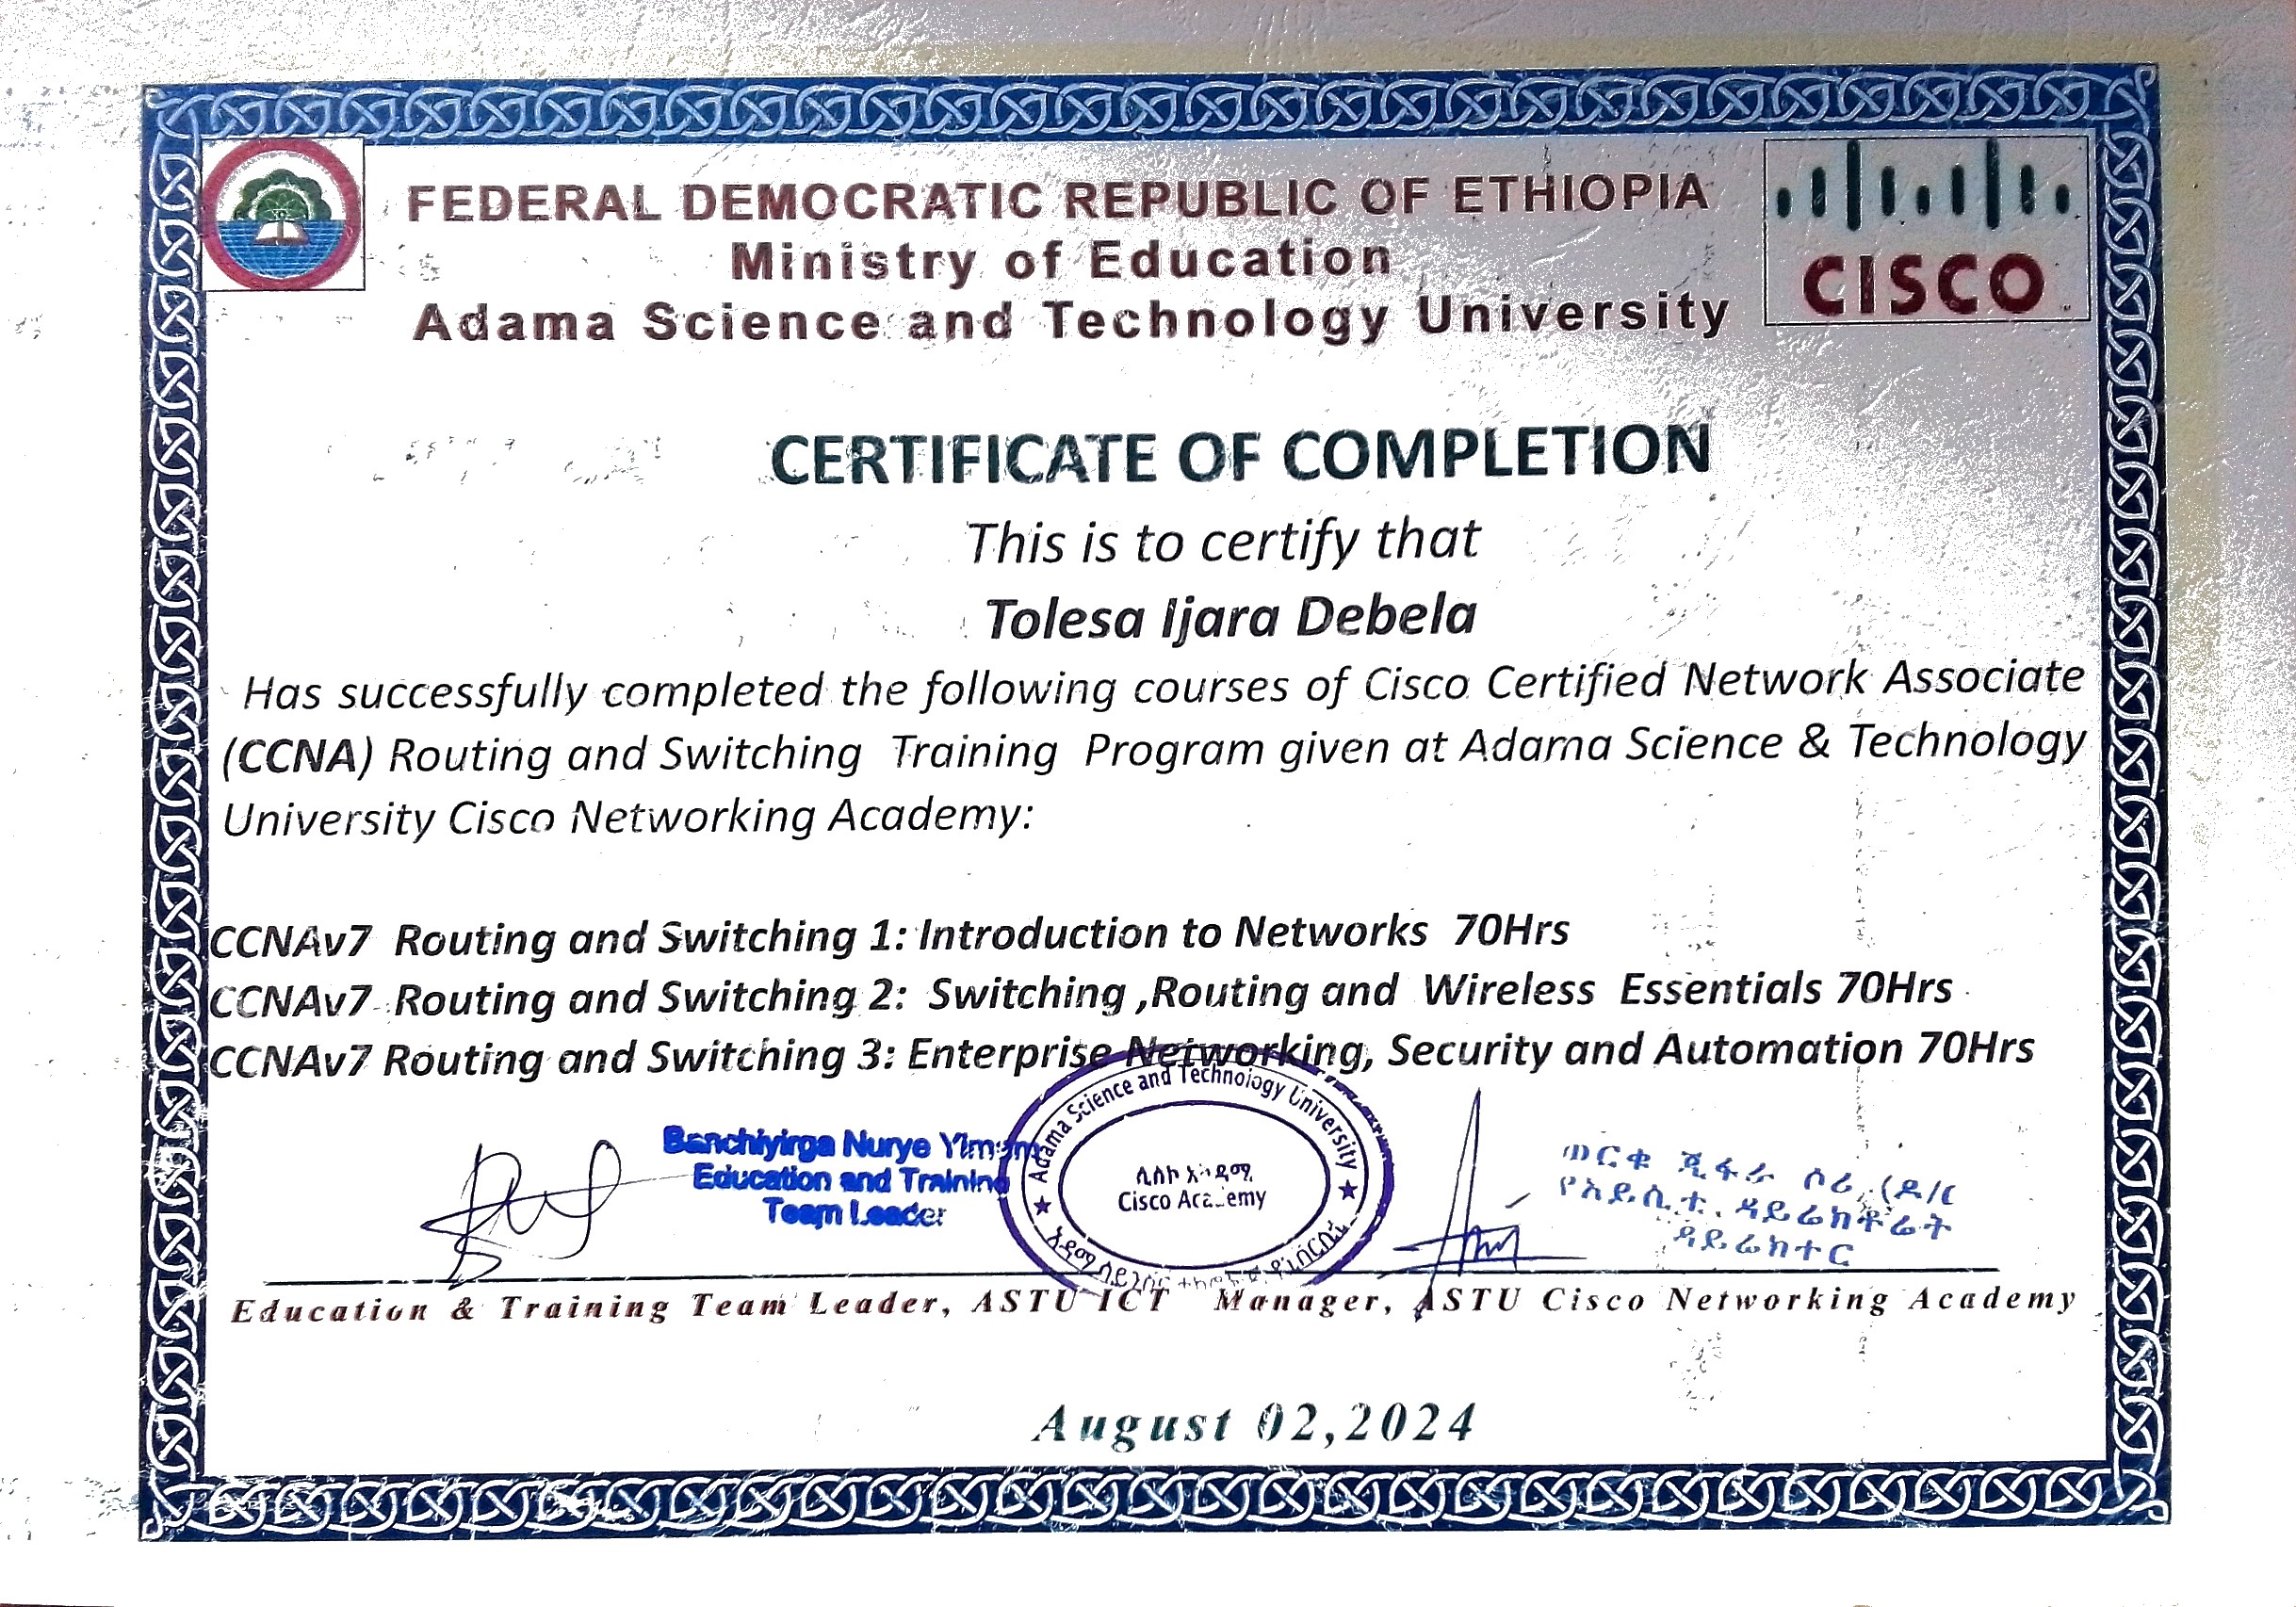 FEDERAL DEMOCRATIC REPUBLIC OF ETHIOPIA
Ministry of Education
Adama Science and Technology University
CISCO
CERTIFICATE OF COMPLETION
This is to certify that
Tolesa Ijara Debela
Has successfully completed the following courses of Cisco Certified Network Associate
(CCNA) Routing and Switching Training Program given at Adama Science & Technology
University Cisco Networking Academy:
CCNAv7 Routing and Switching 1: Introduction to Networks 70Hrs
CCNAv7 Routing and Switching 2: Switching ,Routing and Wireless Essentials 70Hrs
CCNAv7 Routing and Switching 3: Enterprise Networking, Security and Automation 70Hrs
Banchiyirga Nurye Yimam
Education and Training
Team Leader
Adama Science and Technology University
Cisco Academy
ወርቁ ጂፋራ ሶሪ (ዶ/ር
የአይሲቲ ዳይሬክቶሬት
ዳይሬክተር
Education & Training Team Leader, ASTU ICT Manager, ASTU Cisco Networking Academy
August 02,2024